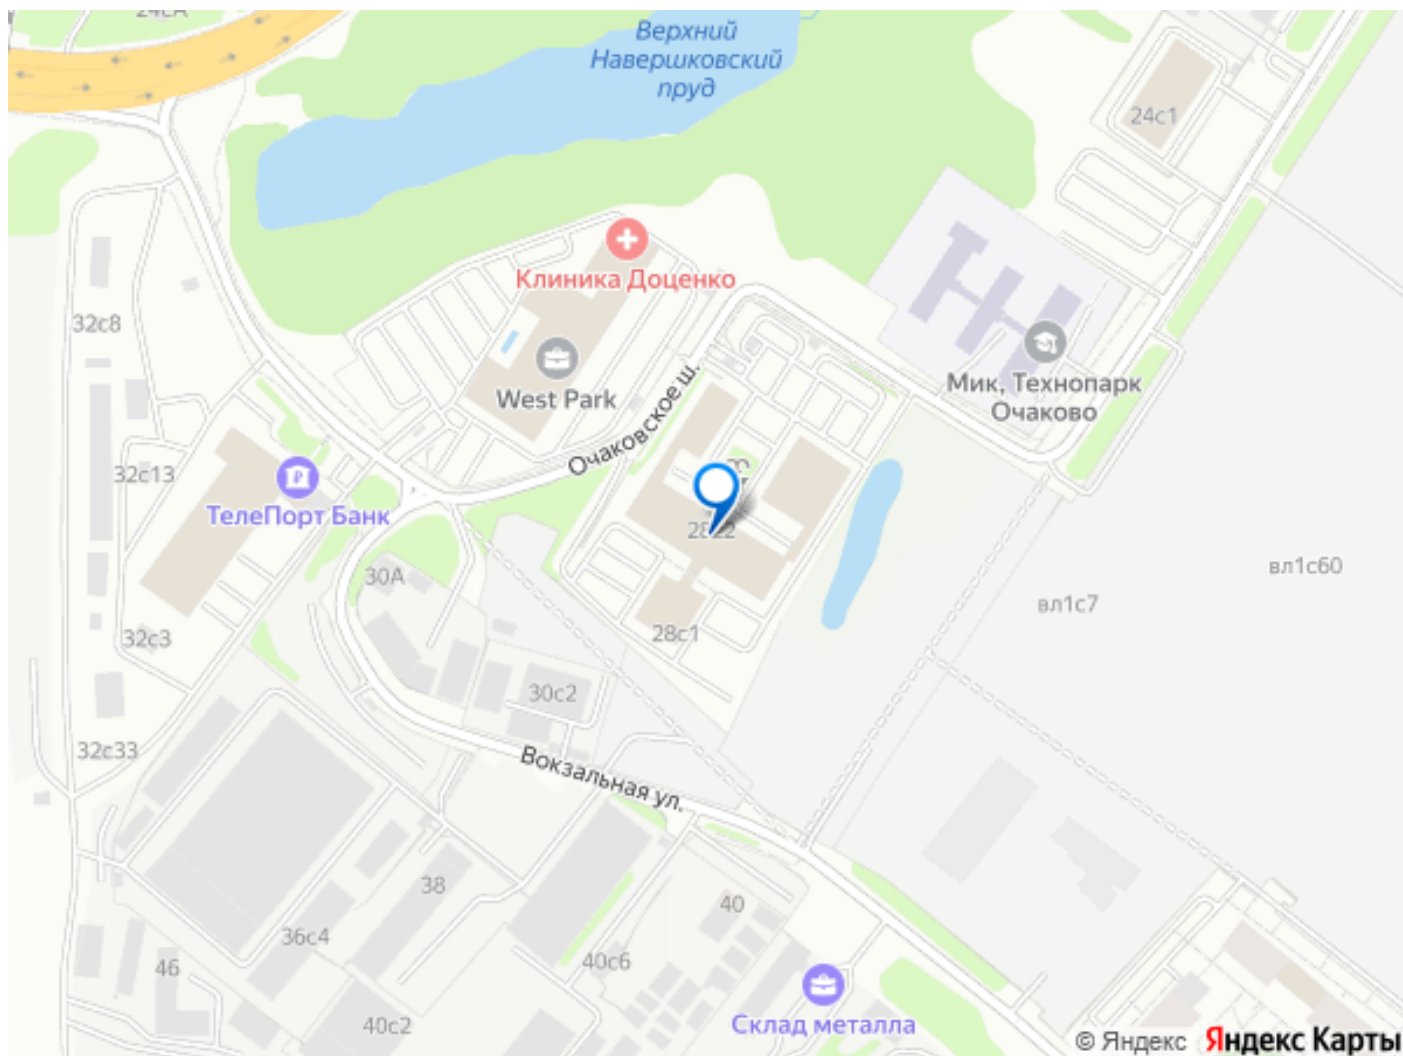 Верхний
Навершковский
пруд
24с1
Клиника Доценко
32с8
West Park
Мик, Технопарк
Очаково
Очаковское ш.
32с13
ТелеПорт Банк
30А
вл1с60
вл1с7
32с3
28с1
30с2
32с33
Вокзальная ул.
38
40
36с4
46
40с6
40с2
Склад металла
© Яндекс Яндекс Карты